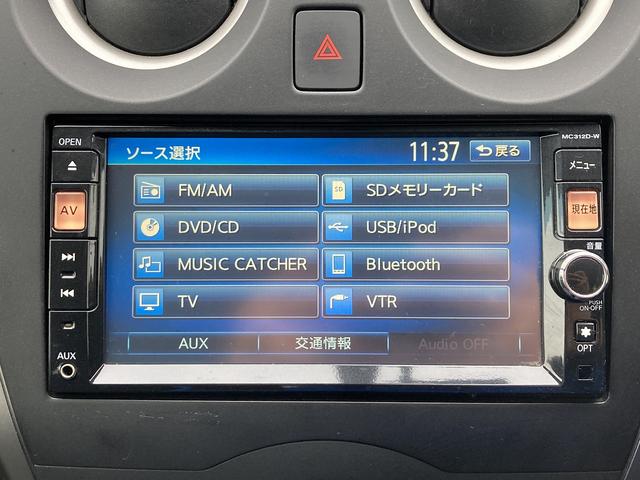 MC312D-W
OPEN
ソース選択
11:37
戻る
メニュー
AV
FM/AM
SDメモリーカード
現在地
DVD/CD
USB/iPod
音量
MUSIC CATCHER
Bluetooth
TV
VTR
PUSH
ON-OFF
AUX
交通情報
Audio OFF
AUX
OPT
SD